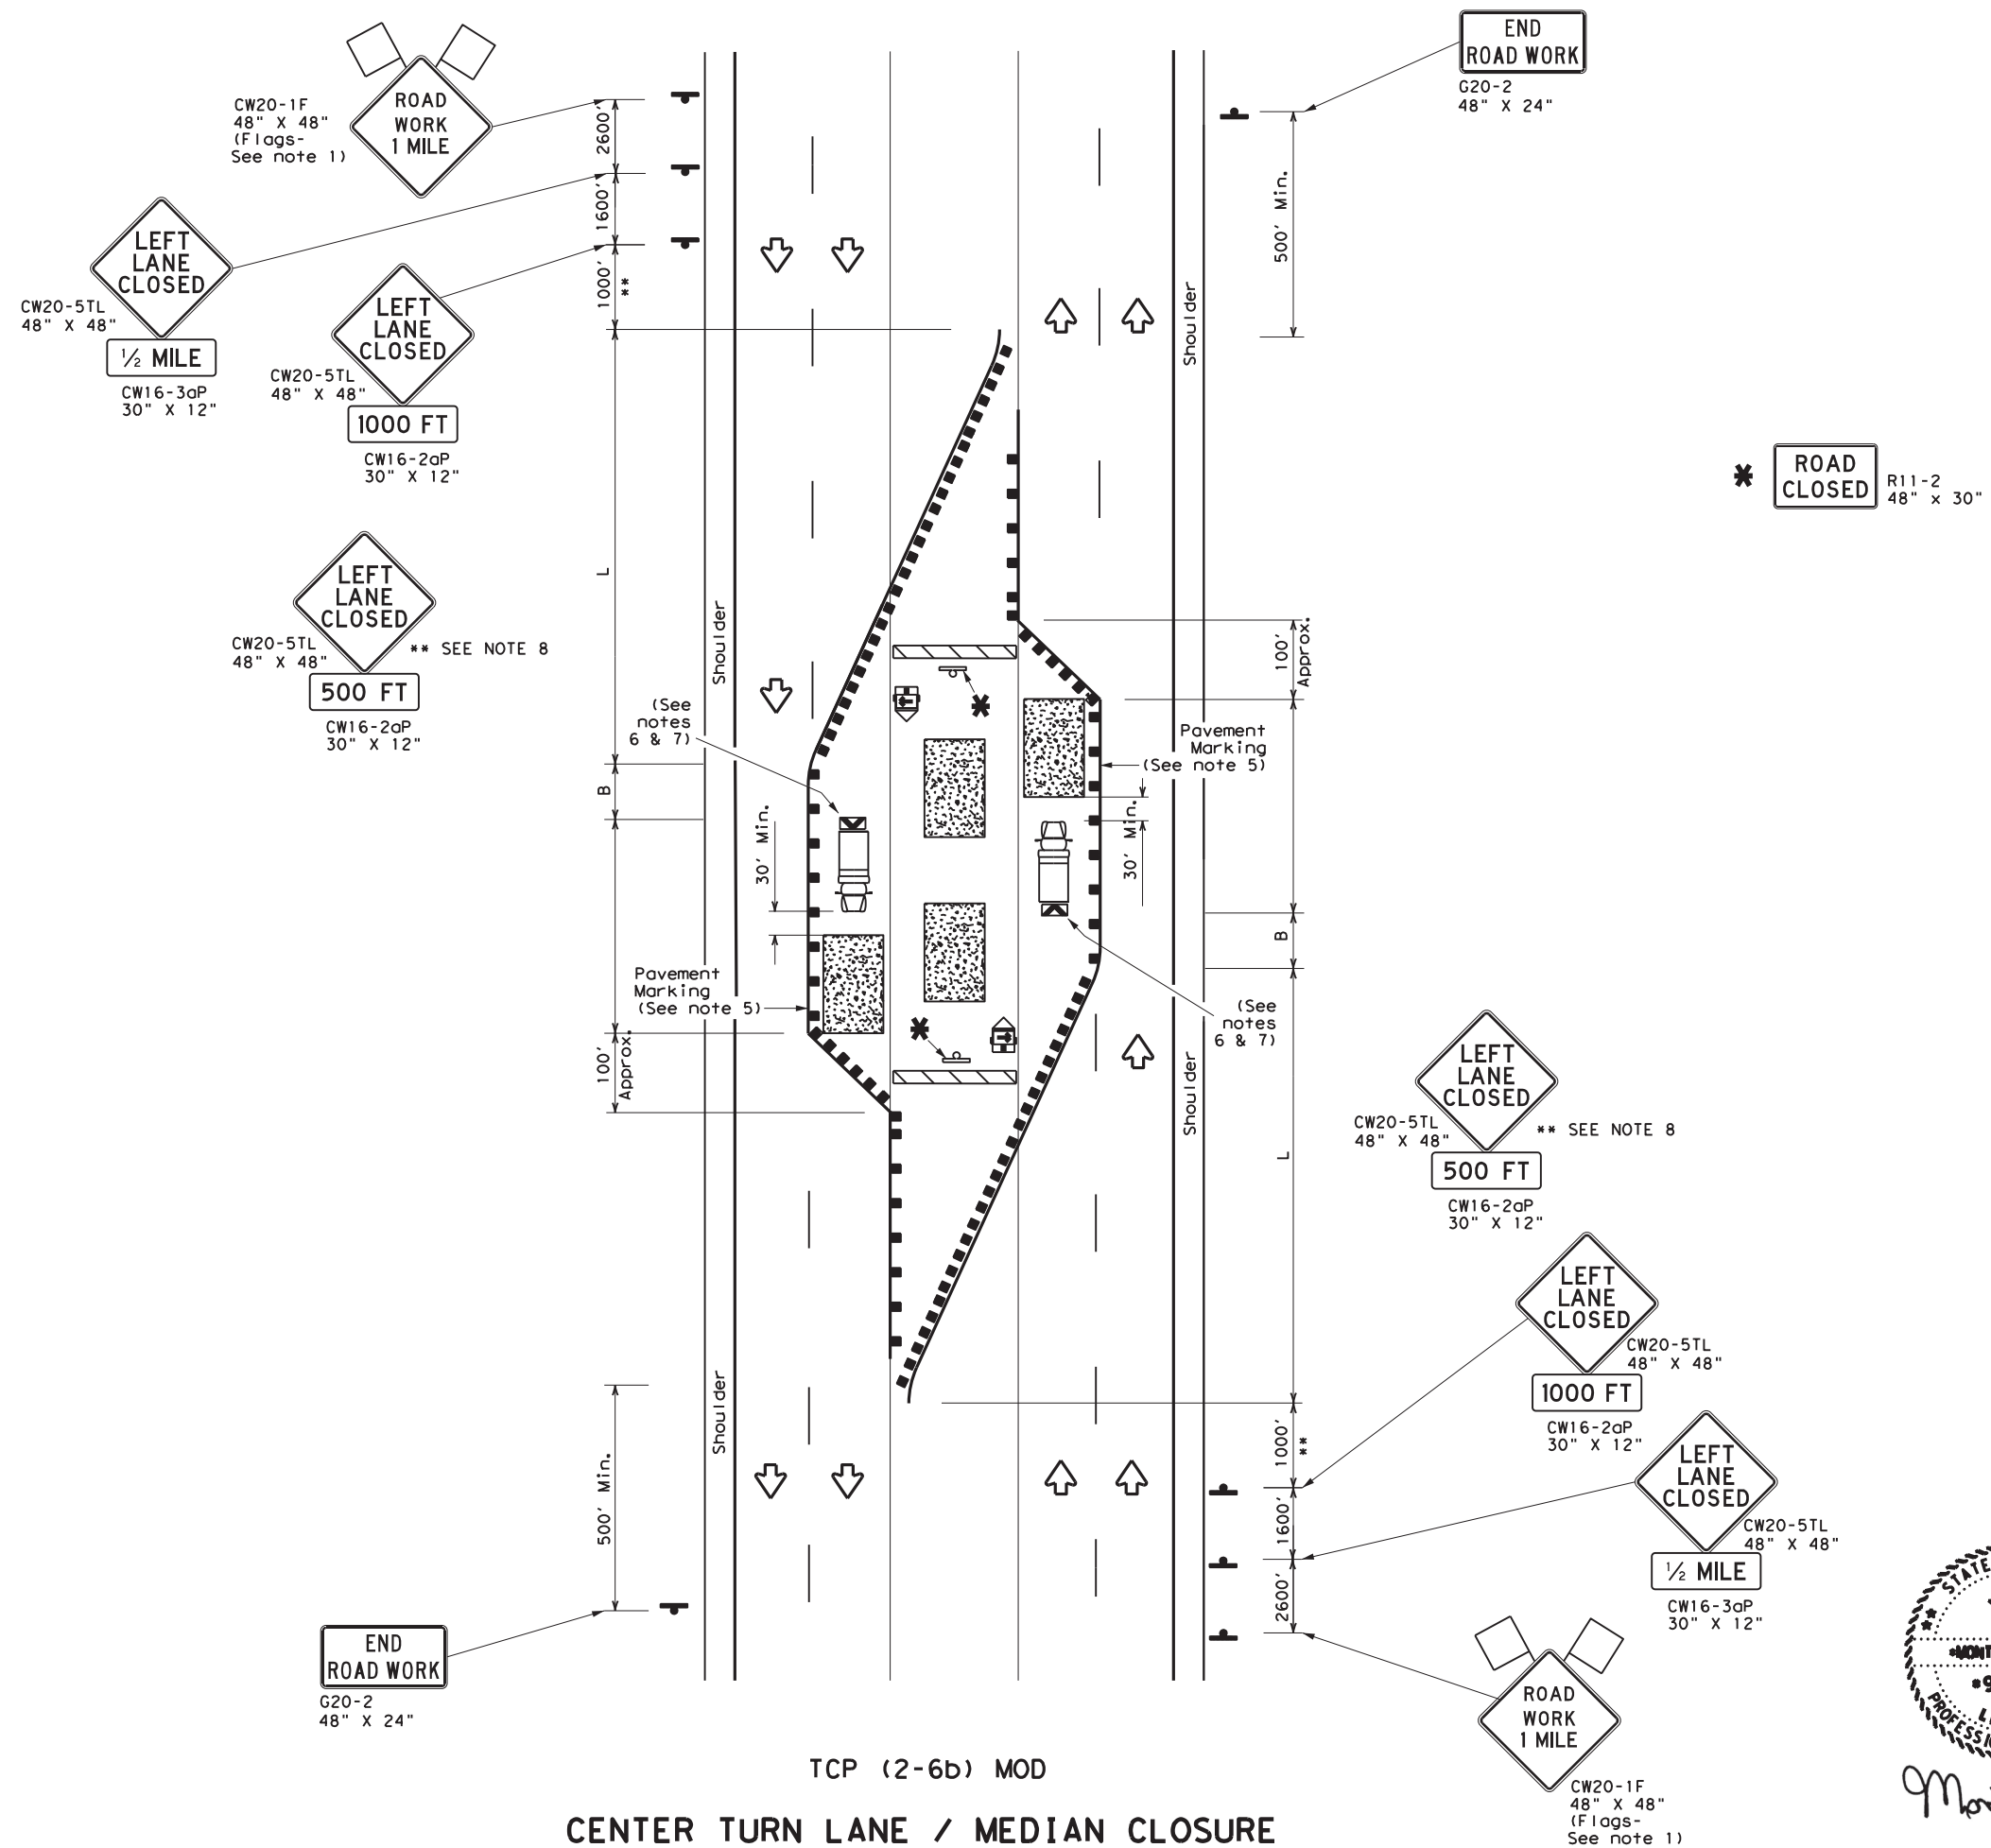 CW20-1F
48" X 48"
(Flags-
See note 1)
ROAD
WORK
1 MILE
2600'
1600'
1000'
**
LEFT
LANE
CLOSED
CW20-5TL
48" X 48"
1/2 MILE
CW16-3aP
30" X 12"
LEFT
LANE
CLOSED
CW20-5TL
48" X 48"
1000 FT
CW16-2aP
30" X 12"
LEFT
LANE
CLOSED
CW20-5TL
48" X 48"
** SEE NOTE 8
500 FT
CW16-2aP
30" X 12"
L
B
Shoulder
(See
notes
6 & 7)
30' Min.
Pavement
Marking
(See note 5)
100'
Approx.
Shoulder
500' Min.
END
ROAD WORK
G20-2
48" X 24"
END
ROAD WORK
G20-2
48" X 24"
500' Min.
Shoulder
* ROAD
CLOSED
R11-2
48" x 30"
*
100'
Approx.
Pavement
Marking
(See note 5)
30' Min.
B
*
(See
notes
6 & 7)
Shoulder
L
LEFT
LANE
CLOSED
CW20-5TL
48" X 48"
** SEE NOTE 8
500 FT
CW16-2aP
30" X 12"
LEFT
LANE
CLOSED
CW20-5TL
48" X 48"
1000 FT
CW16-2aP
30" X 12"
1000'
**
1600'
2600'
LEFT
LANE
CLOSED
CW20-5TL
48" X 48"
1/2 MILE
CW16-3aP
30" X 12"
ROAD
WORK
1 MILE
CW20-1F
48" X 48"
(Flags-
See note 1)
STATE
TCP (2-6b) MOD
CENTER TURN LANE / MEDIAN CLOSURE